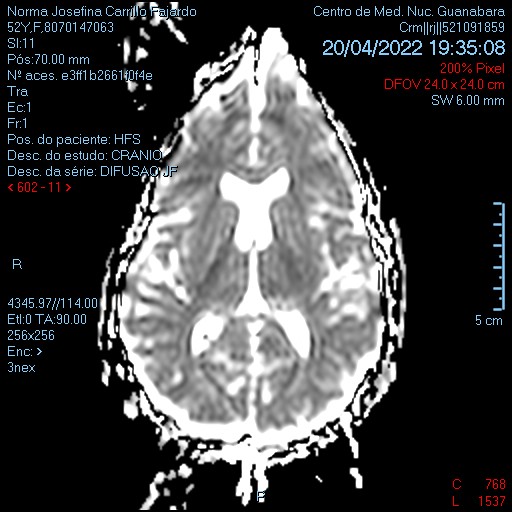 Norma Josefina Carrillo Fajardo
52Y,F,8070147063
Sl:11
Pós:70.00 mm
Nº aces. e3ff1b2661f0f4e
Tra
Ec:1
Fr:1
Pos. do paciente: HFS
Desc. do estudo: CRANIO
Desc. da série: DIFUSAO JF
< 602 - 11 >
Centro de Med. Nuc. Guanabara
Crm||rj||521091859
20/04/2022 19:35:08
200% Pixel
DFOV 24.0 x 24.0 cm
SW 6.00 mm
R
5 cm
4345.97//114.00
Etl:0 TA:90.00
256x256
Enc: >
3nex
P
C 768
L 1537